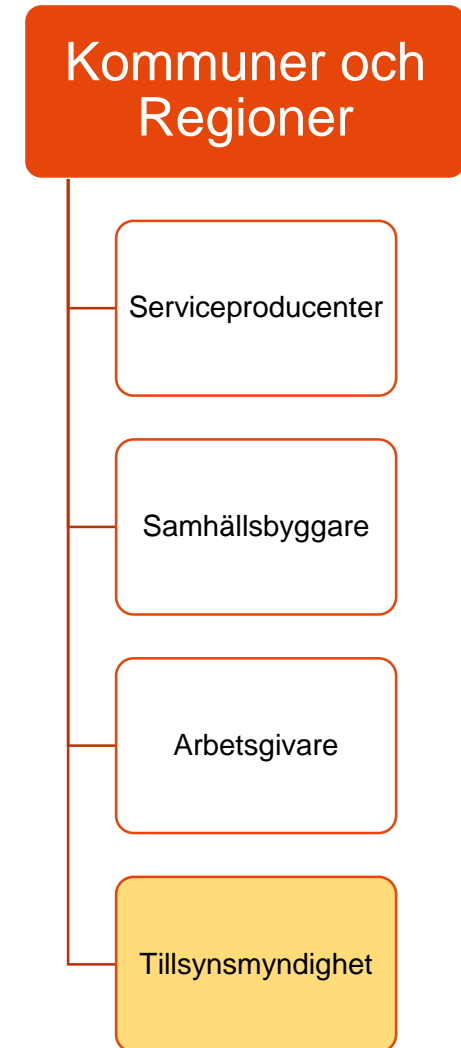 Kommuner och
Regioner
Serviceproducenter
Samhällsbyggare
Arbetsgivare
Tillsynsmyndighet